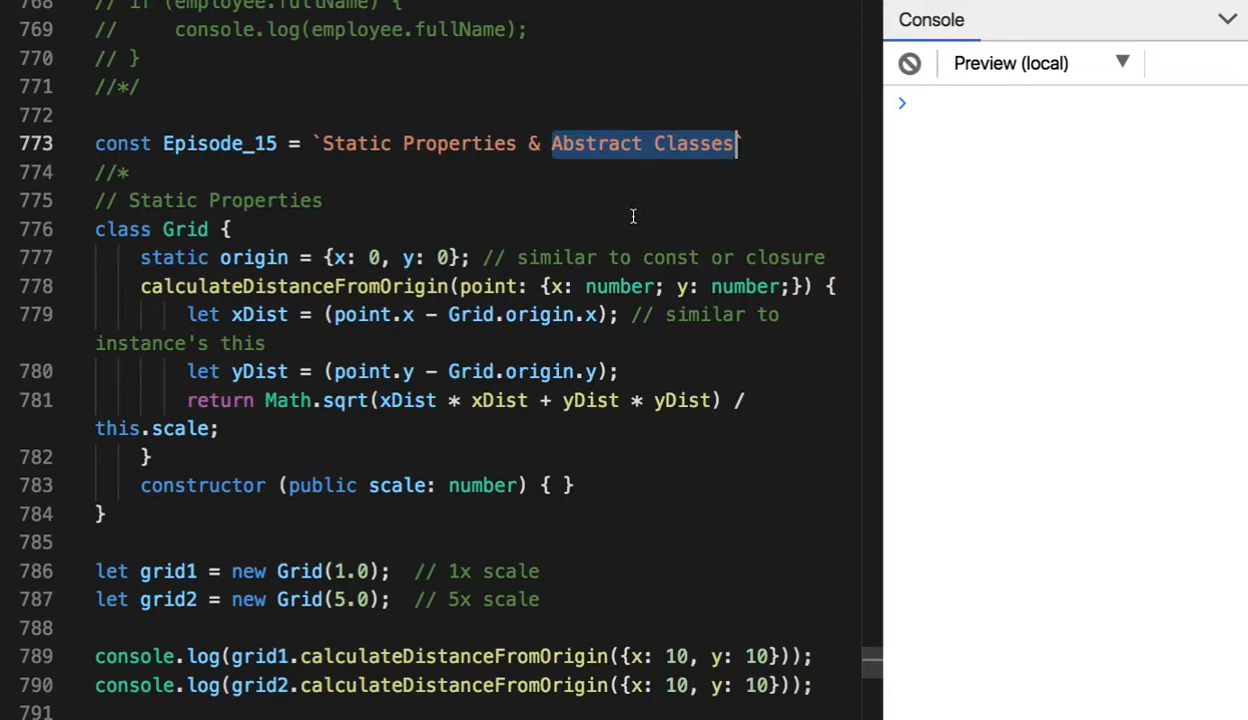 768 // if (employee.fullName) {
769 //     console.log(employee.fullName);
770 // }
771 //*/
772
773 const Episode_15 = `Static Properties & Abstract Classes`
774 //*
775 // Static Properties
776 class Grid {
777     static origin = {x: 0, y: 0}; // similar to const or closure
778     calculateDistanceFromOrigin(point: {x: number; y: number;}) {
779         let xDist = (point.x - Grid.origin.x); // similar to
instance's this
780         let yDist = (point.y - Grid.origin.y);
781         return Math.sqrt(xDist * xDist + yDist * yDist) /
this.scale;
782     }
783     constructor (public scale: number) { }
784 }
785
786 let grid1 = new Grid(1.0);  // 1x scale
787 let grid2 = new Grid(5.0);  // 5x scale
788
789 console.log(grid1.calculateDistanceFromOrigin({x: 10, y: 10}));
790 console.log(grid2.calculateDistanceFromOrigin({x: 10, y: 10}));
791
Console
Preview (local)
>